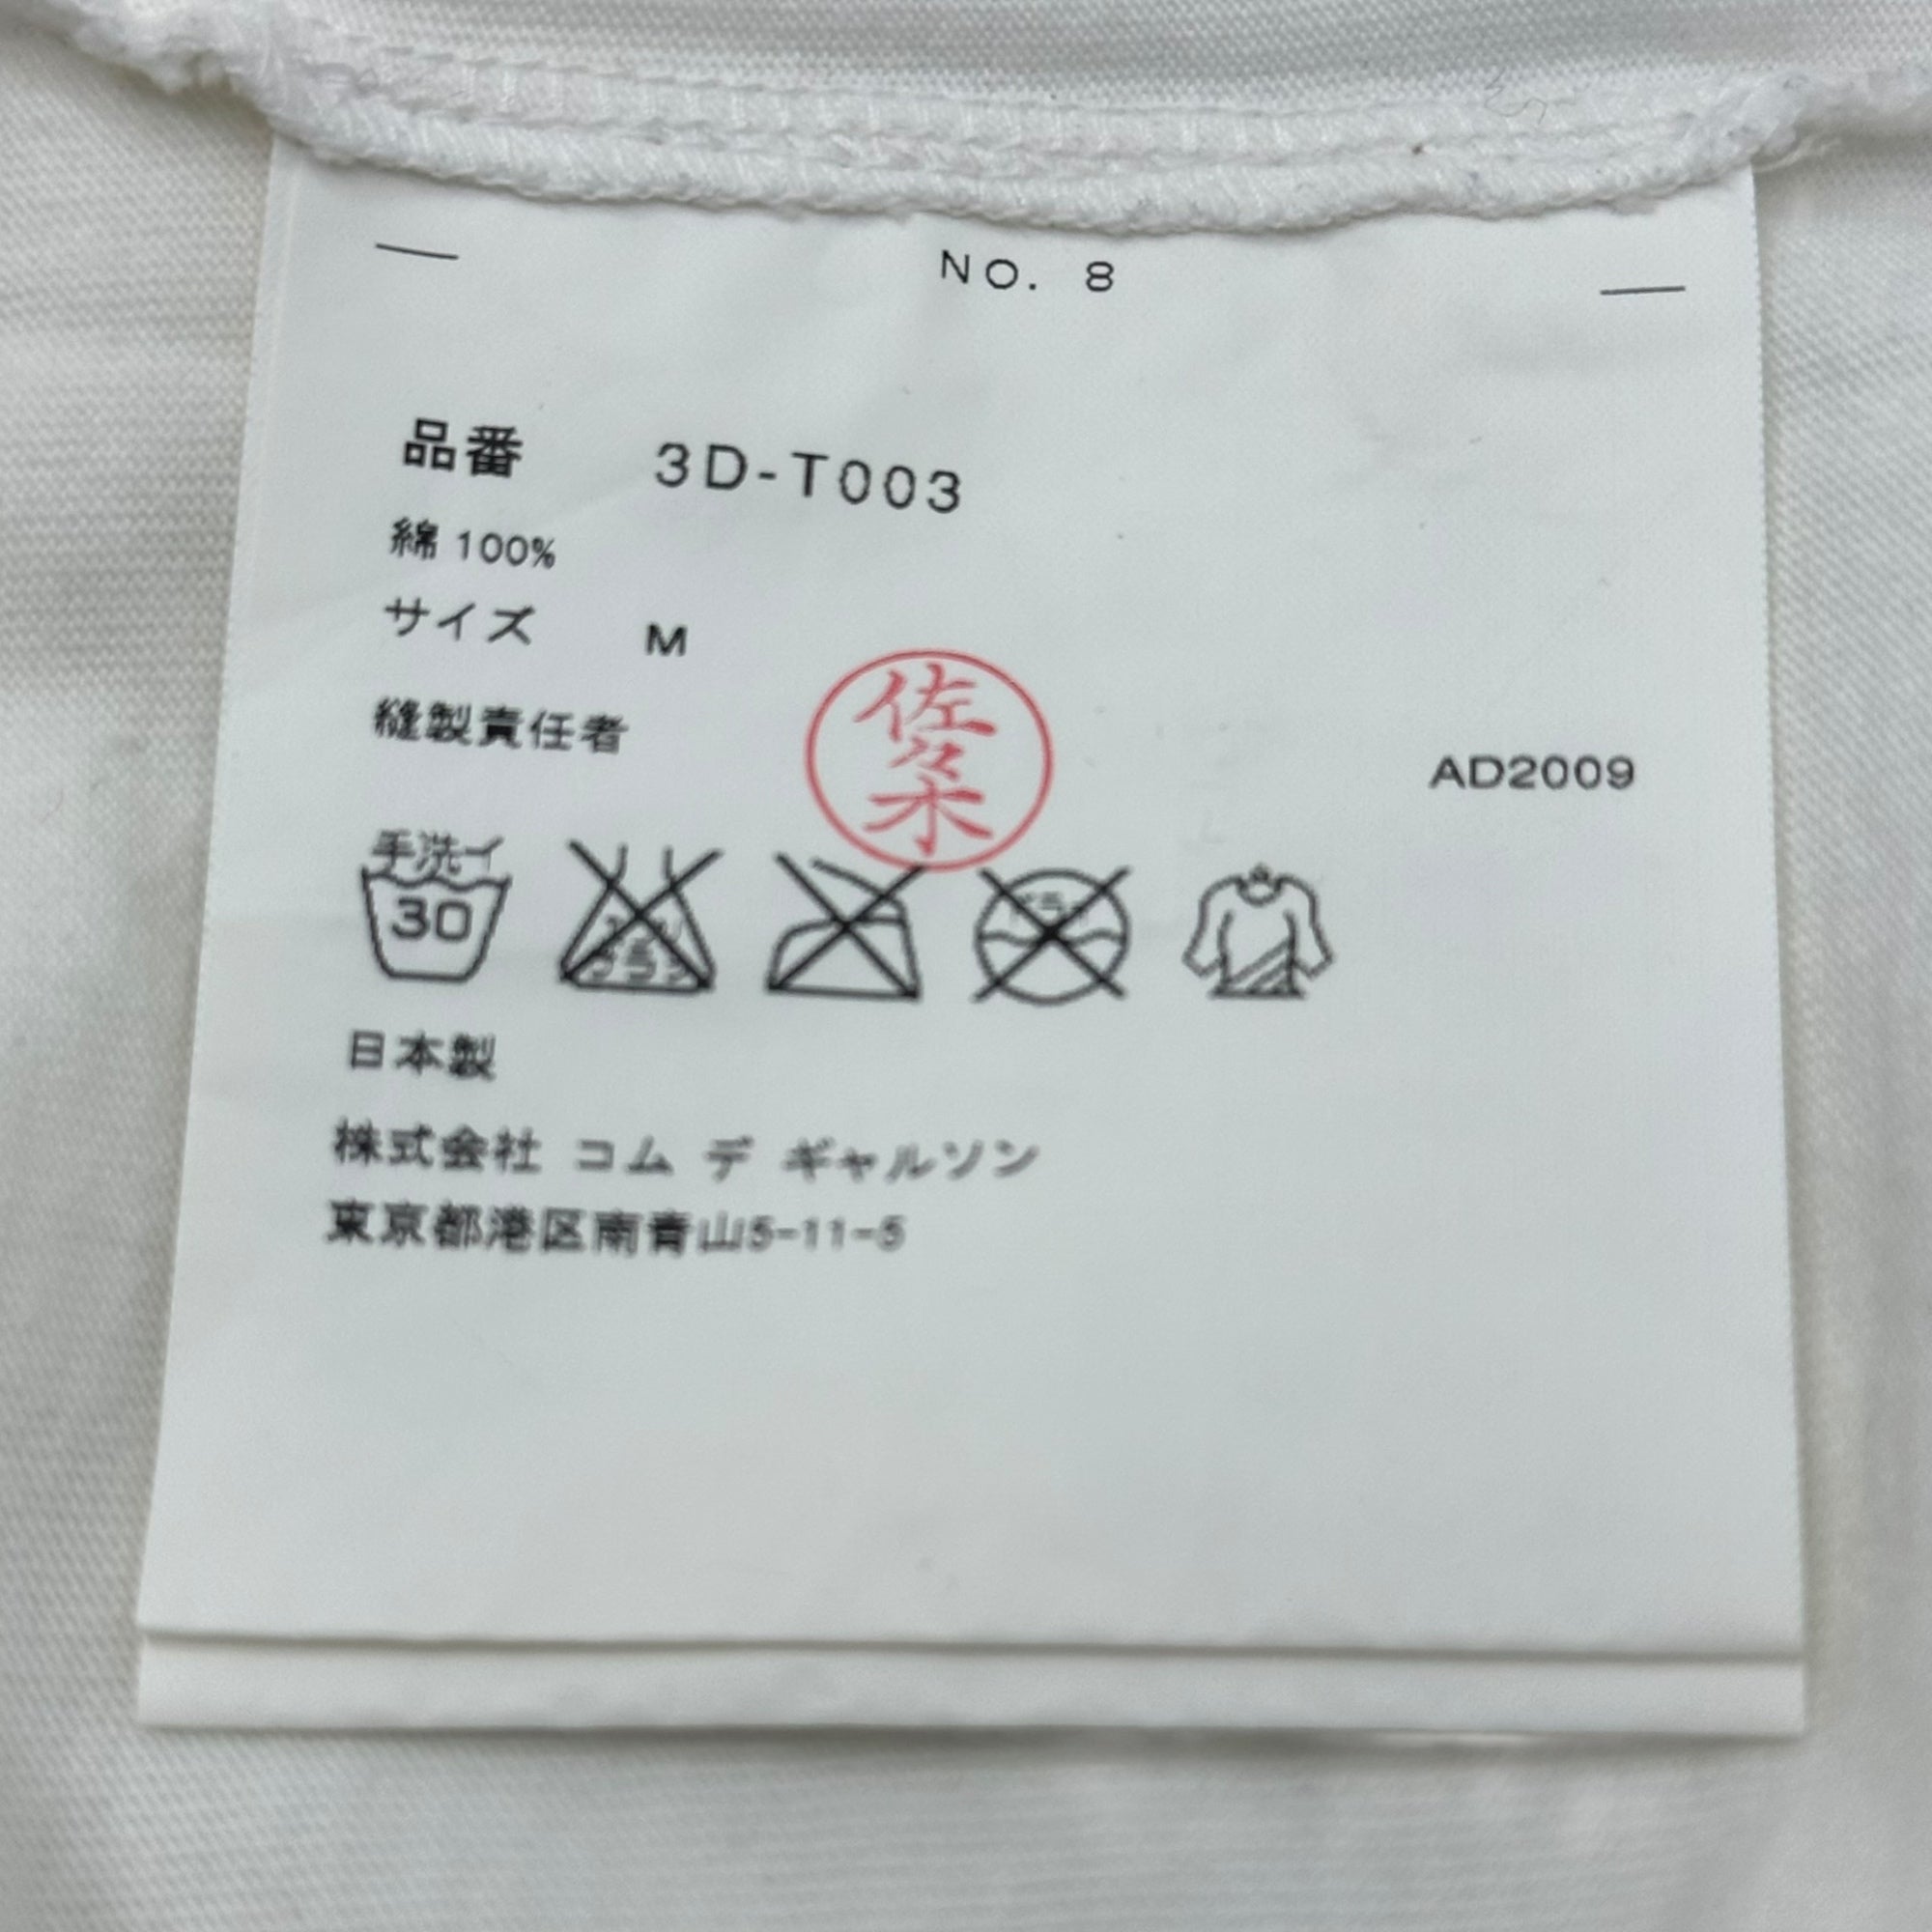 NO. 8
品番 3D-T003
綿 100%
サイズ M
縫製責任者
佐々木
AD2009
手洗イ
30
日本製
株式会社 コム デ ギャルソン
東京都港区南青山5-11-5